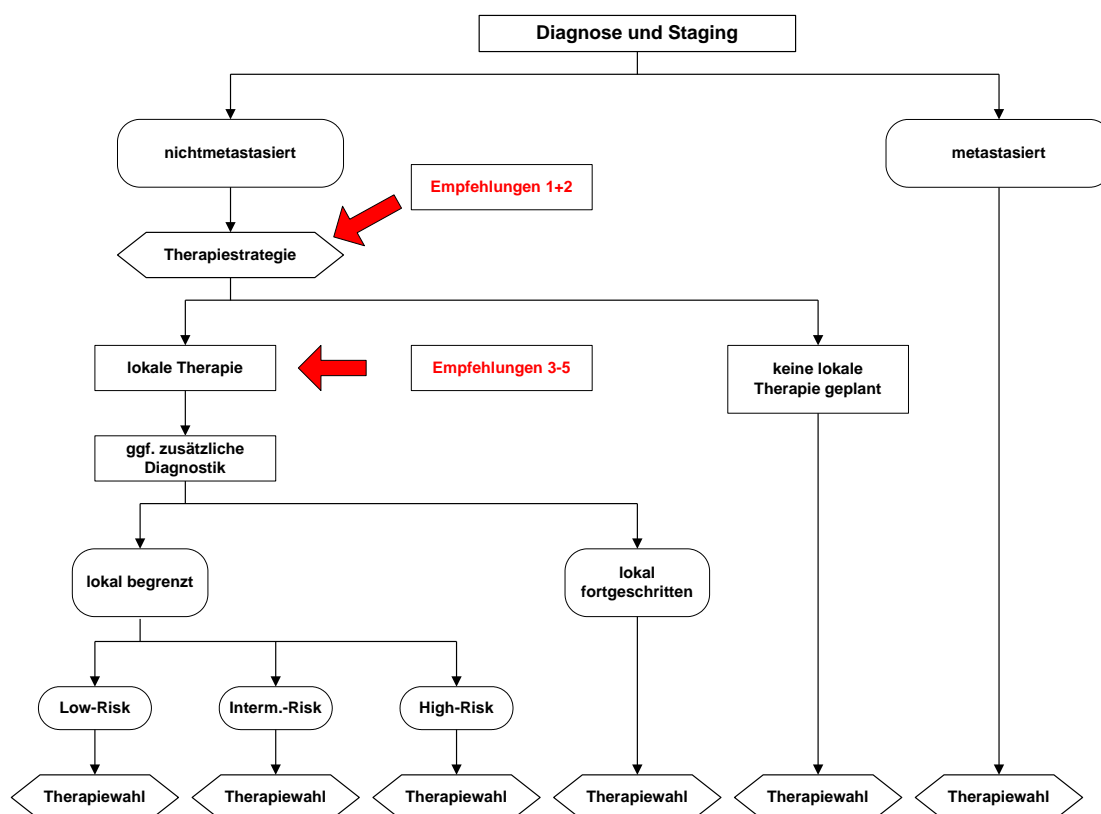 Diagnose und Staging
nichtmetastasiert
metastasiert
Empfehlungen 1+2
Therapiestrategie
lokale Therapie
Empfehlungen 3-5
keine lokale
Therapie geplant
ggf. zusätzliche
Diagnostik
lokal begrenzt
lokal
fortgeschritten
Low-Risk
Interm.-Risk
High-Risk
Therapiewahl
Therapiewahl
Therapiewahl
Therapiewahl
Therapiewahl
Therapiewahl